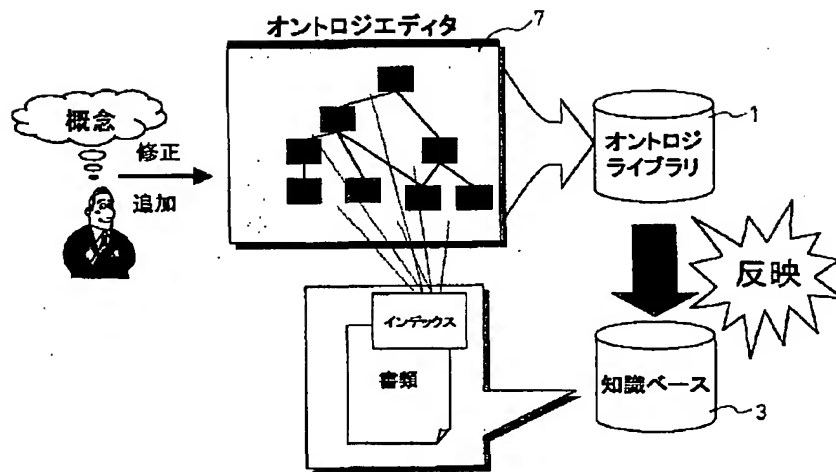 オントロジエディタ
7
概念
修正
追加
1
オントロジ
ライブラリ
反映
インデックス
書類
知識ベース
3